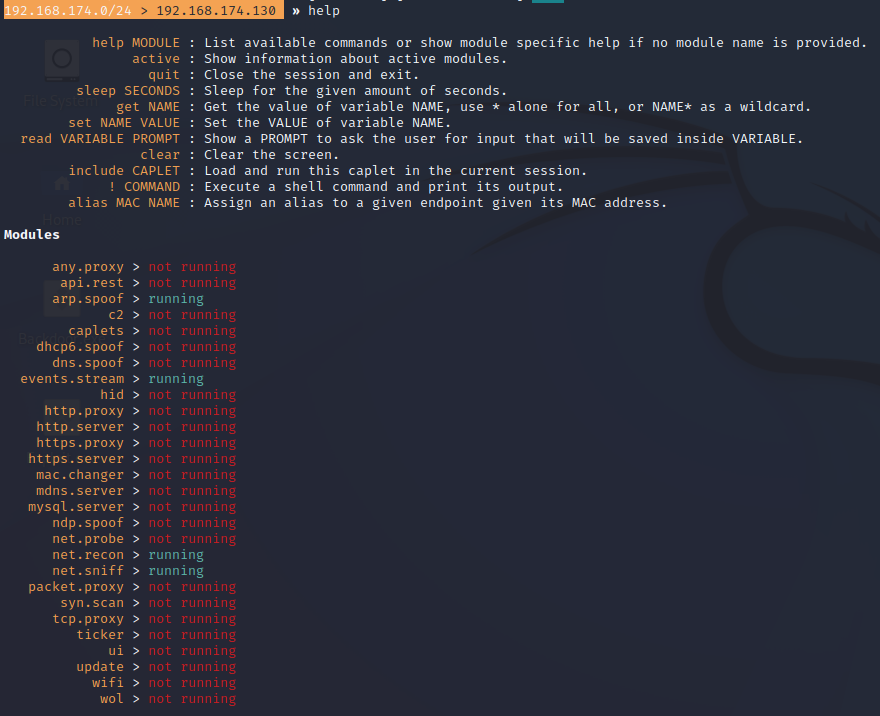 192.168.174.0/24 > 192.168.174.130 » help
help MODULE : List available commands or show module specific help if no module name is provided.
active : Show information about active modules.
quit : Close the session and exit.
sleep SECONDS : Sleep for the given amount of seconds.
get NAME : Get the value of variable NAME, use * alone for all, or NAME* as a wildcard.
set NAME VALUE : Set the VALUE of variable NAME.
read VARIABLE PROMPT : Show a PROMPT to ask the user for input that will be saved inside VARIABLE.
clear : Clear the screen.
include CAPLET : Load and run this caplet in the current session.
! COMMAND : Execute a shell command and print its output.
alias MAC NAME : Assign an alias to a given endpoint given its MAC address.
Modules
any.proxy > not running
api.rest > not running
arp.spoof > running
c2 > not running
caplets > not running
dhcp6.spoof > not running
dns.spoof > not running
events.stream > running
hid > not running
http.proxy > not running
http.server > not running
https.proxy > not running
https.server > not running
mac.changer > not running
mdns.server > not running
mysql.server > not running
ndp.spoof > not running
net.probe > not running
net.recon > running
net.sniff > running
packet.proxy > not running
syn.scan > not running
tcp.proxy > not running
ticker > not running
ui > not running
update > not running
wifi > not running
wol > not running
File System
Home